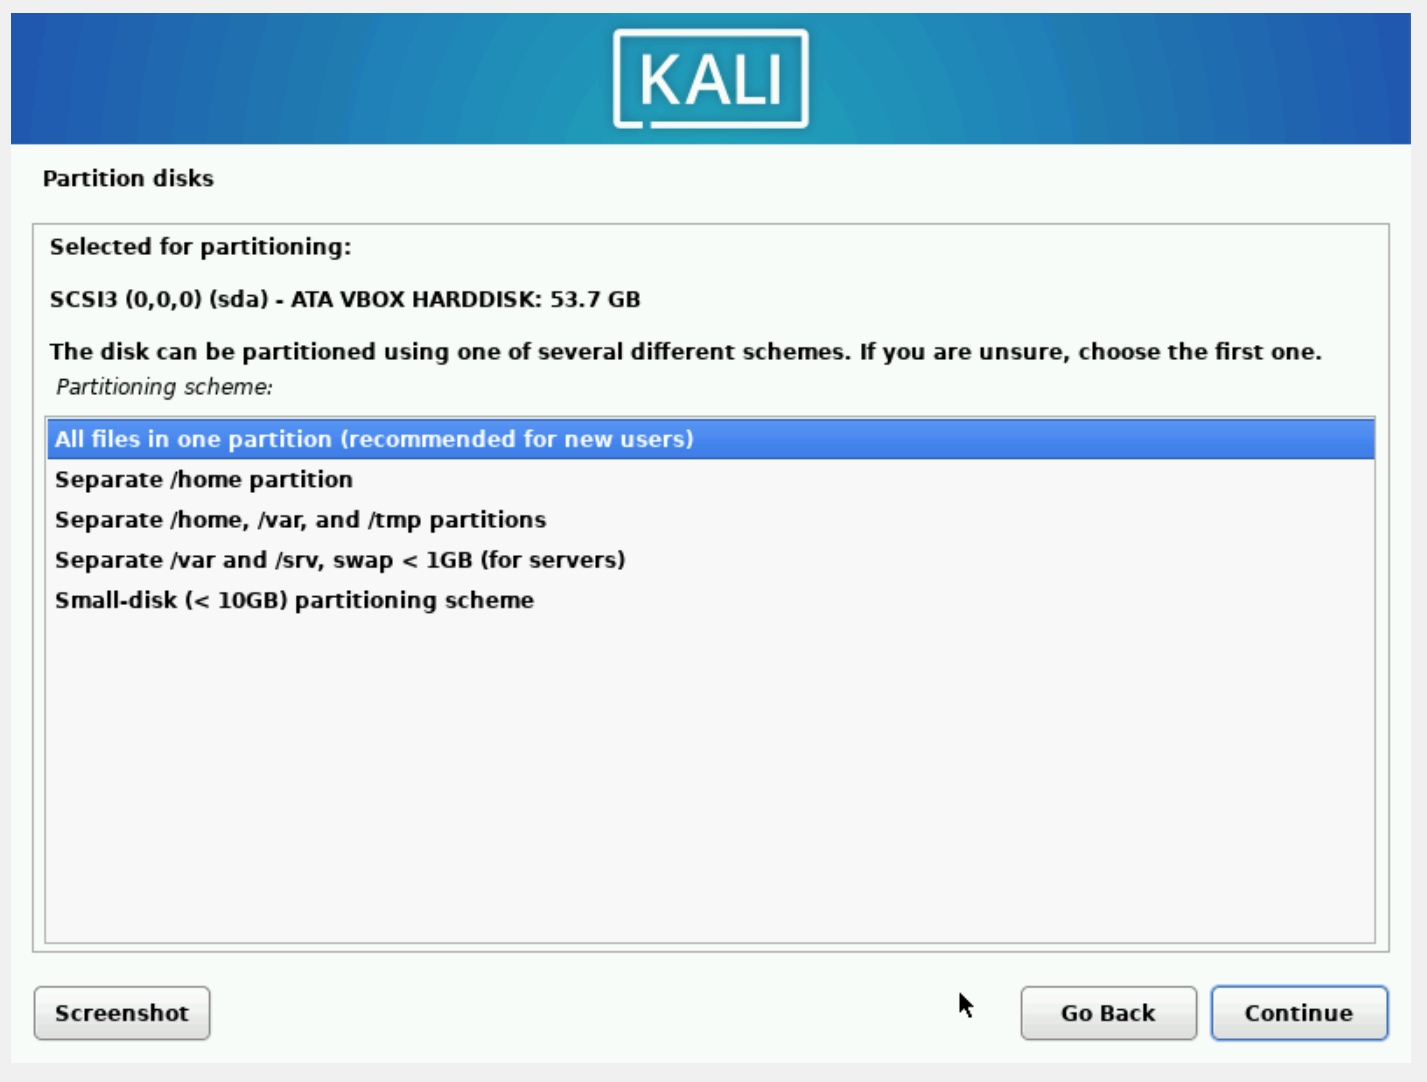 KALI
Partition disks
Selected for partitioning:
SCSI3 (0,0,0) (sda) - ATA VBOX HARDDISK: 53.7 GB
The disk can be partitioned using one of several different schemes. If you are unsure, choose the first one.
Partitioning scheme:
All files in one partition (recommended for new users)
Separate /home partition
Separate /home, /var, and /tmp partitions
Separate /var and /srv, swap < 1GB (for servers)
Small-disk (< 10GB) partitioning scheme
Screenshot
Go Back
Continue